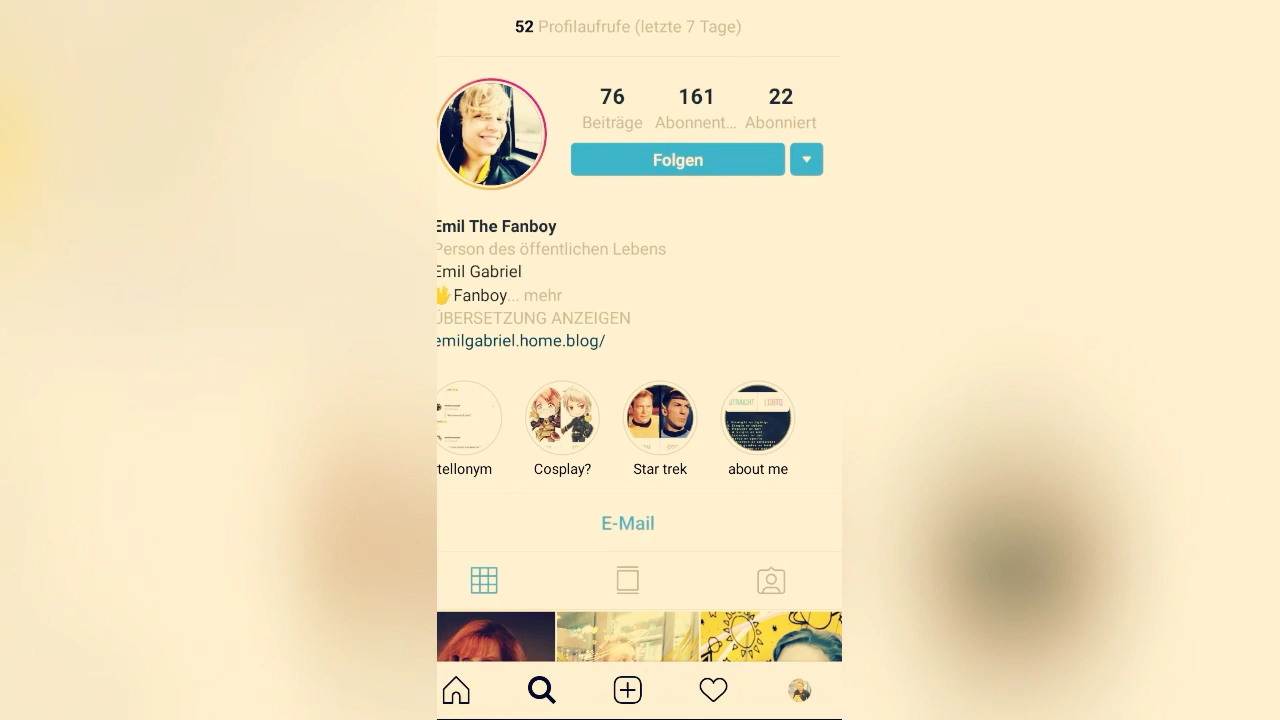 52 Profilaufrufe (letzte 7 Tage)
76 161 22
Beiträge Abonnent... Abonniert
Folgen
Emil The Fanboy
Person des öffentlichen Lebens
Emil Gabriel
🖖Fanboy... mehr
ÜBERSETZUNG ANZEIGEN
emilgabriel.home.blog/
tellonym Cosplay? Star trek about me
E-Mail